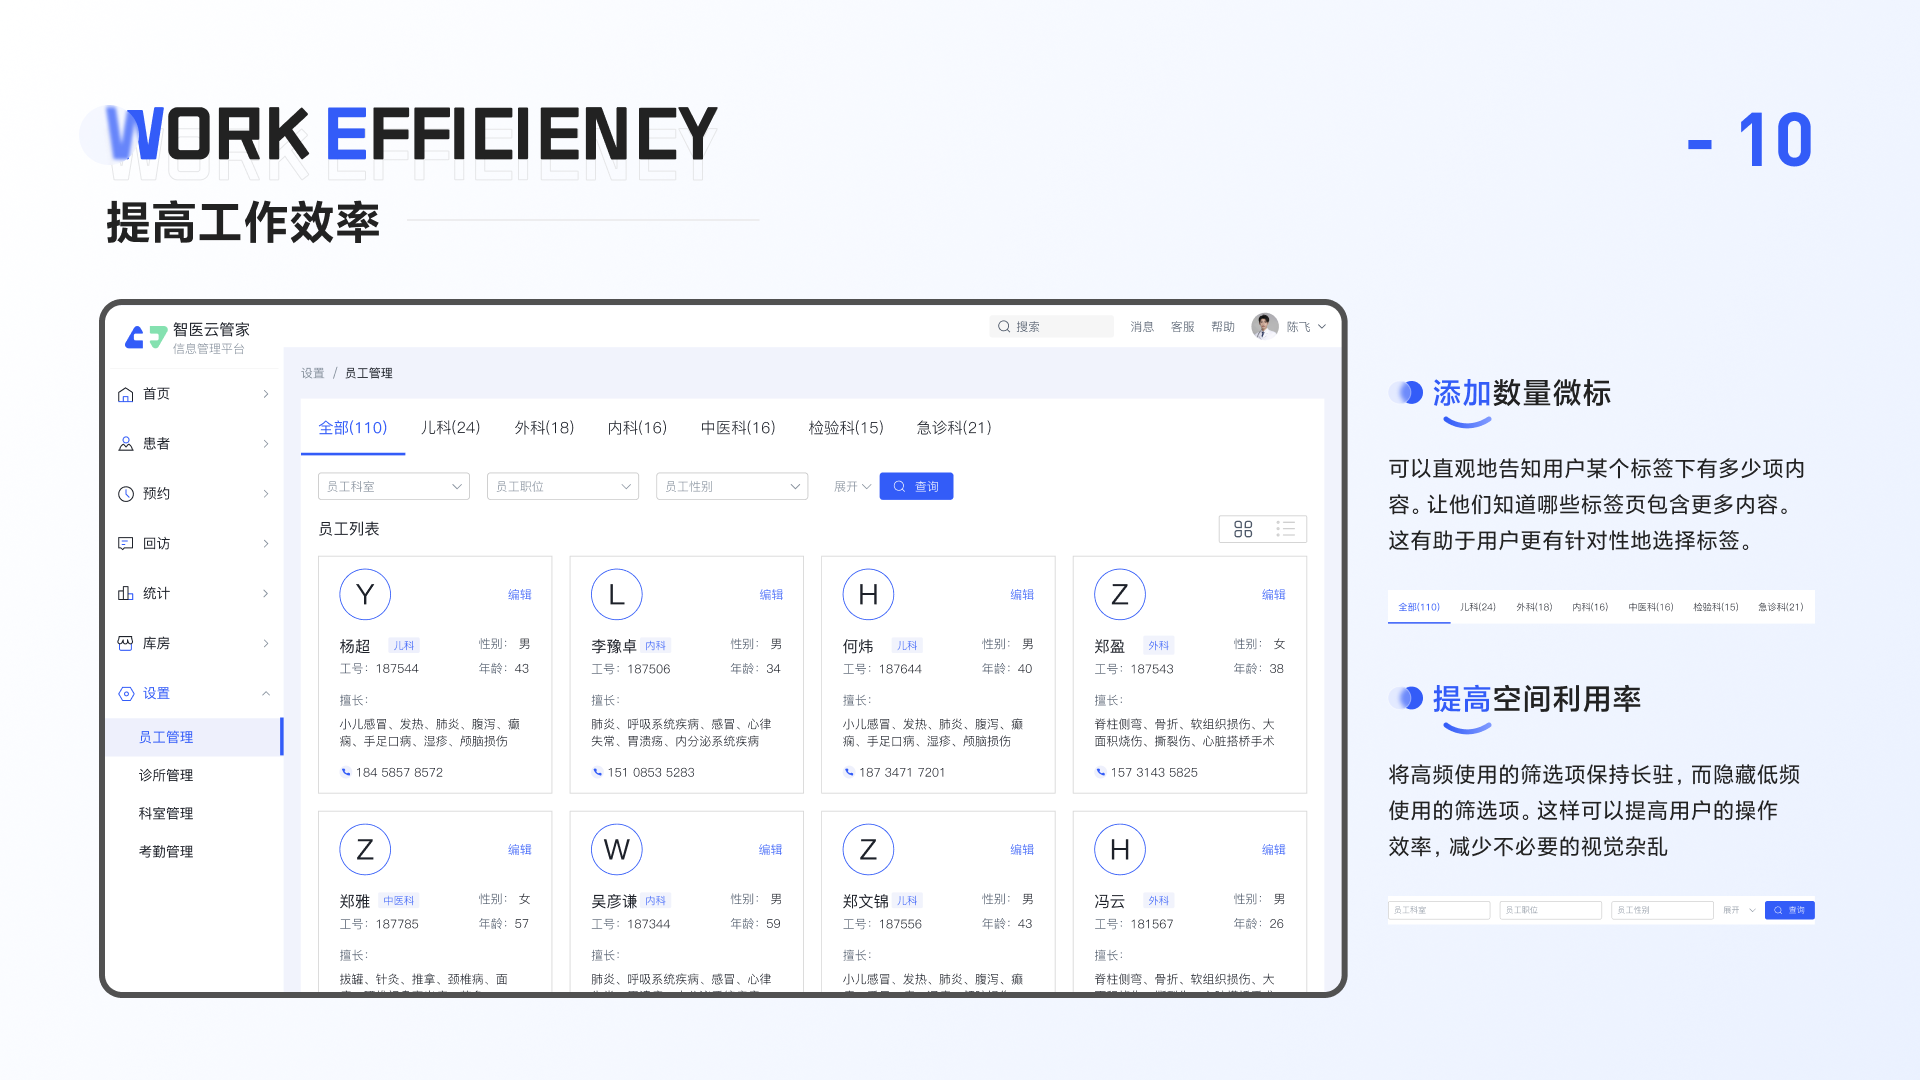 WORK EFFICIENCY
- 10
提高工作效率
智医云管家
信息管理平台
搜索
消息 客服 帮助 陈飞
首页
患者
预约
回访
统计
库房
设置
员工管理
诊所管理
科室管理
考勤管理
设置 / 员工管理
全部(110) 儿科(24) 外科(18) 内科(16) 中医科(16) 检验科(15) 急诊科(21)
员工科室 员工职位 员工性别 展开 查询
员工列表
Y 编辑
杨超 儿科 性别： 男
工号：187544 年龄：43
擅长：
小儿感冒、发热、肺炎、腹泻、癫
痫、手足口病、湿疹、颅脑损伤
184 5857 8572
L 编辑
李豫卓 内科 性别： 男
工号：187506 年龄：34
擅长：
肺炎、呼吸系统疾病、感冒、心律
失常、胃溃疡、内分泌系统疾病
151 0853 5283
H 编辑
何炜 儿科 性别： 男
工号：187644 年龄：40
擅长：
小儿感冒、发热、肺炎、腹泻、癫
痫、手足口病、湿疹、颅脑损伤
187 3471 7201
Z 编辑
郑盈 外科 性别： 女
工号：187543 年龄：38
擅长：
脊柱侧弯、骨折、软组织损伤、大
面积烧伤、撕裂伤、心脏搭桥手术
157 3143 5825
Z 编辑
郑雅 中医科 性别： 女
工号：187785 年龄：57
擅长：
拔罐、针灸、推拿、颈椎病、面
W 编辑
吴彦谦 内科 性别： 男
工号：187344 年龄：59
擅长：
肺炎、呼吸系统疾病、感冒、心律
Z 编辑
郑文锦 儿科 性别： 男
工号：187556 年龄：43
擅长：
小儿感冒、发热、肺炎、腹泻、癫
H 编辑
冯云 外科 性别： 男
工号：181567 年龄：26
擅长：
脊柱侧弯、骨折、软组织损伤、大
添加数量微标
可以直观地告知用户某个标签下有多少项内
容。让他们知道哪些标签页包含更多内容。
这有助于用户更有针对性地选择标签。
全部(110) 儿科(24) 外科(18) 内科(16) 中医科(16) 检验科(15) 急诊科(21)
提高空间利用率
将高频使用的筛选项保持长驻，而隐藏低频
使用的筛选项。这样可以提高用户的操作
效率，减少不必要的视觉杂乱
员工科室 员工职位 员工性别 展开 查询